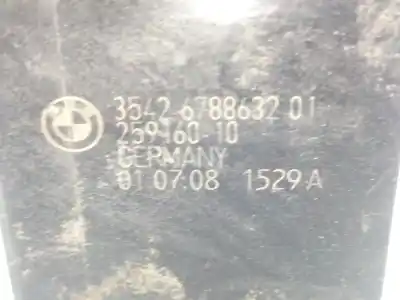 3542 6788632 01
259160-10
GERMANY
01 07.08 1529 A